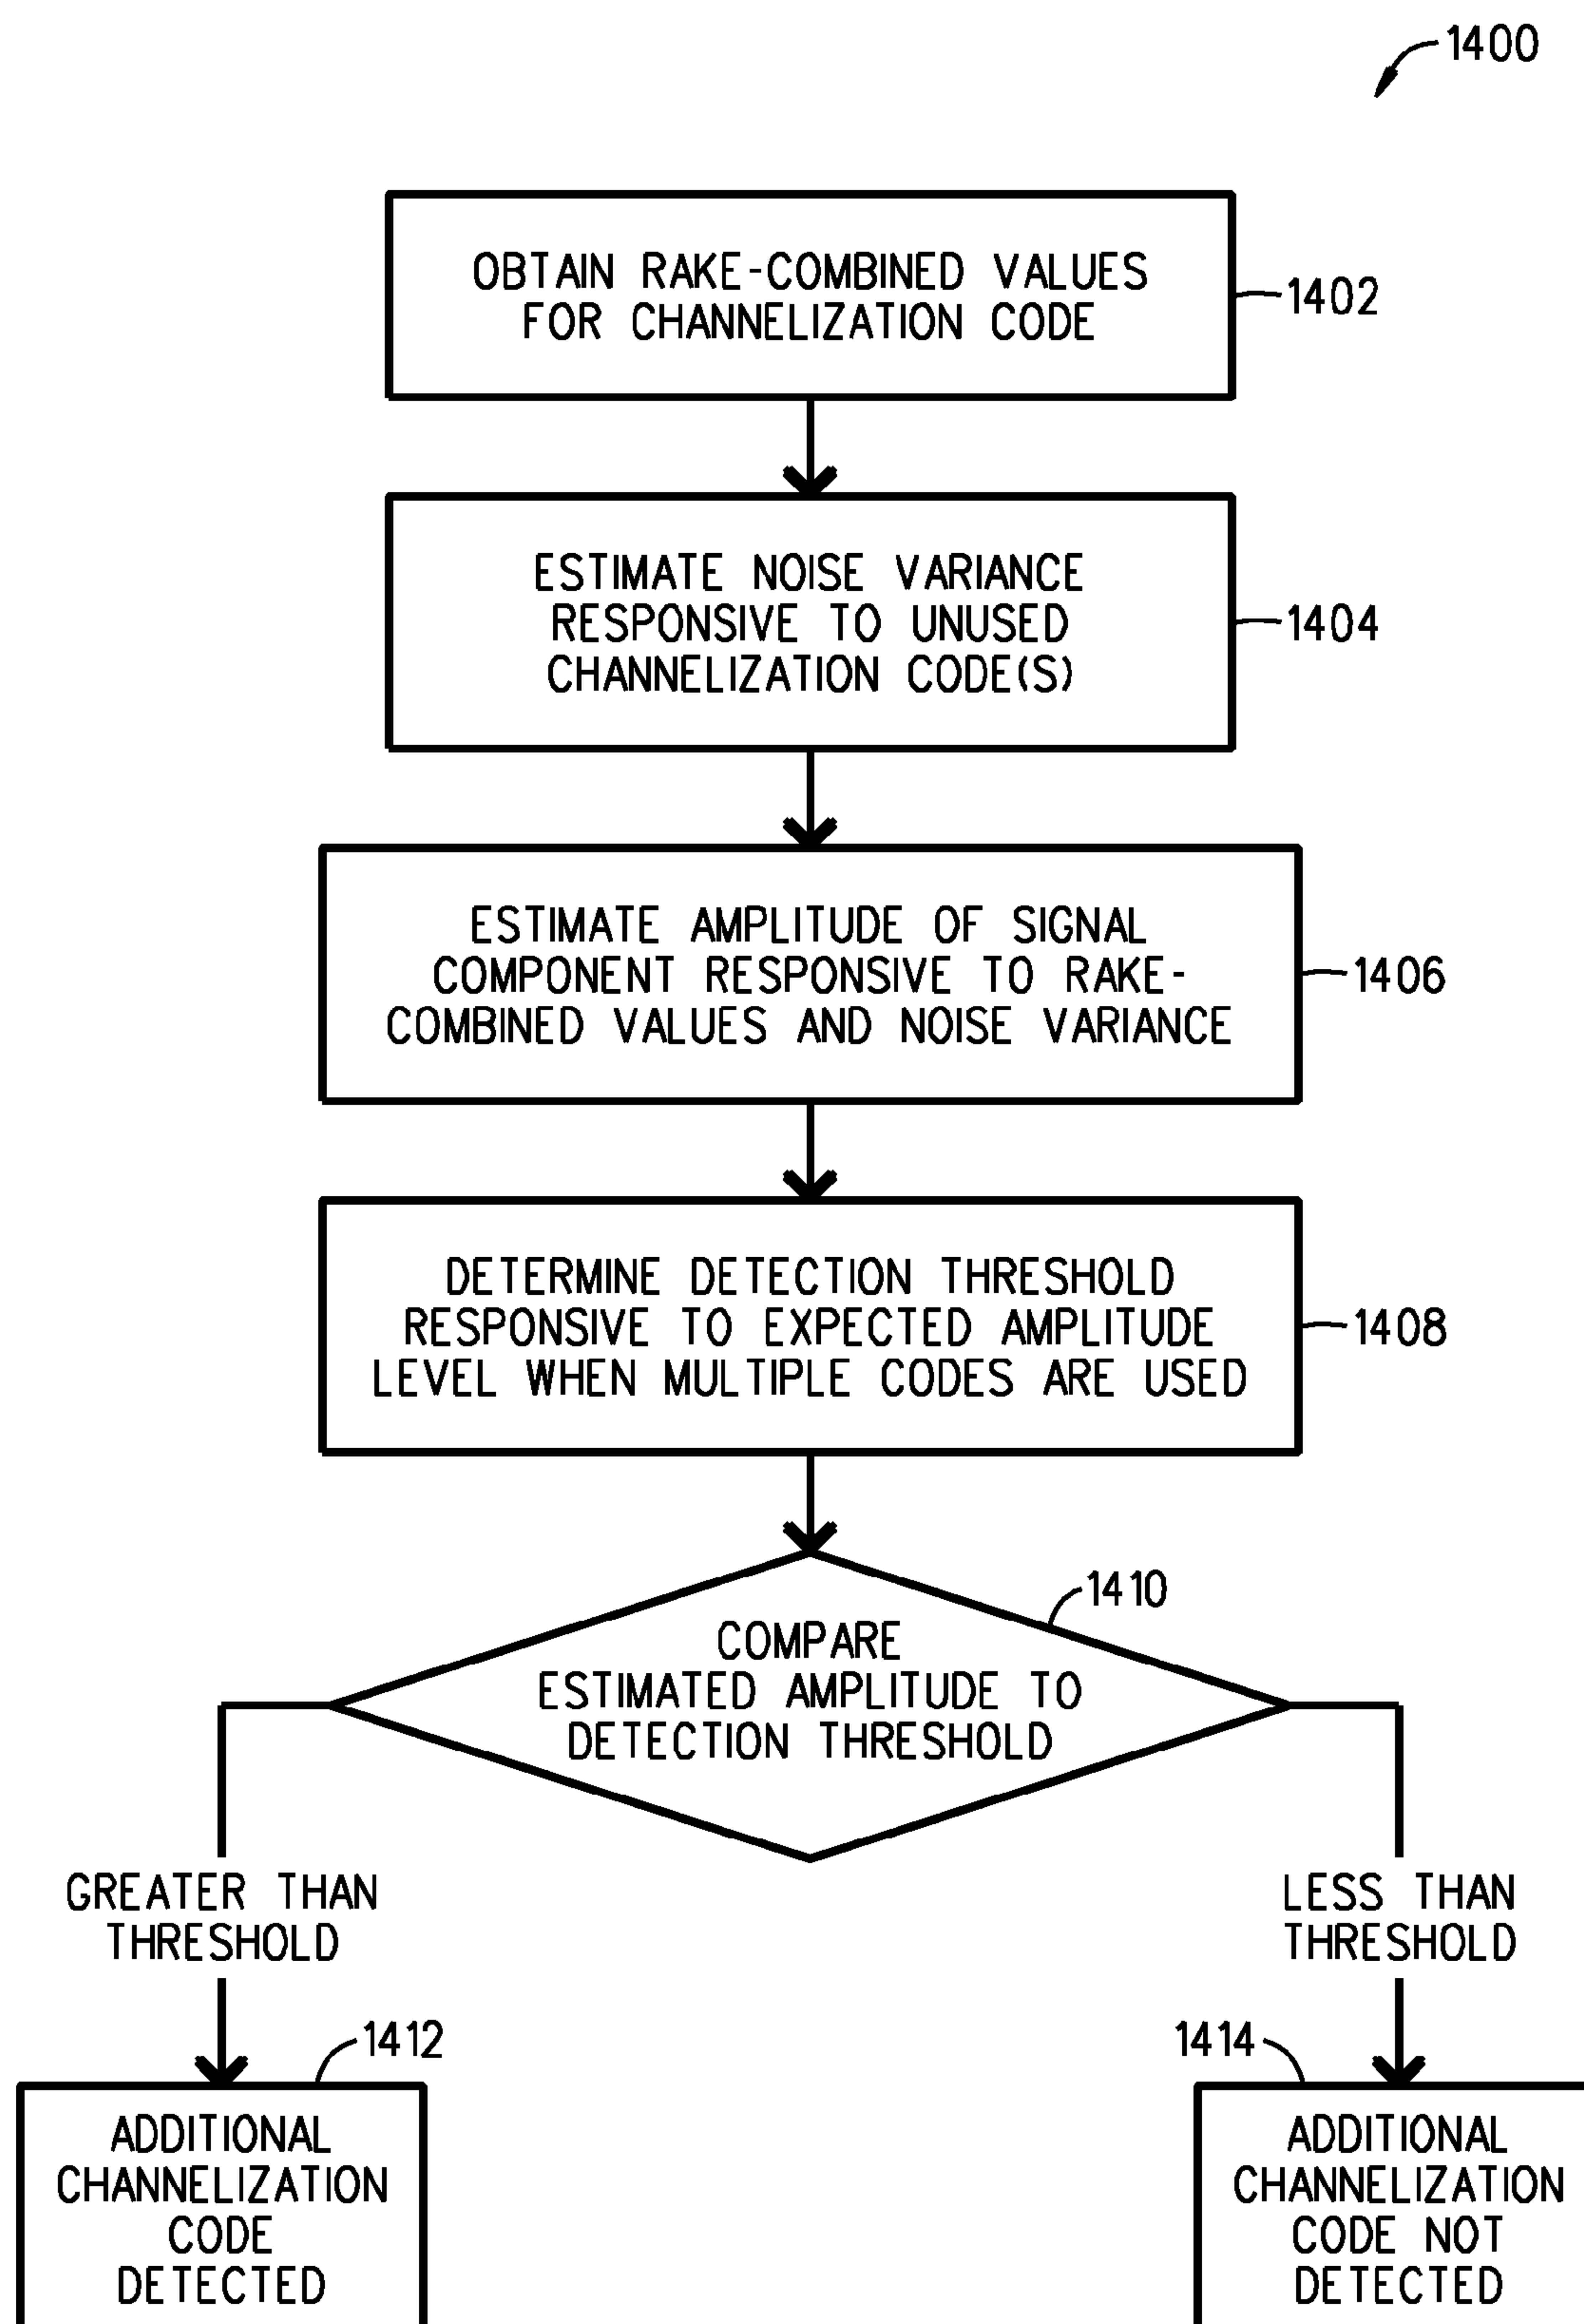 1400
OBTAIN RAKE-COMBINED VALUES
FOR CHANNELIZATION CODE
1402
ESTIMATE NOISE VARIANCE
RESPONSIVE TO UNUSED
CHANNELIZATION CODE(S)
1404
ESTIMATE AMPLITUDE OF SIGNAL
COMPONENT RESPONSIVE TO RAKE-
COMBINED VALUES AND NOISE VARIANCE
1406
DETERMINE DETECTION THRESHOLD
RESPONSIVE TO EXPECTED AMPLITUDE
LEVEL WHEN MULTIPLE CODES ARE USED
1408
1410
COMPARE
ESTIMATED AMPLITUDE TO
DETECTION THRESHOLD
GREATER THAN
THRESHOLD
LESS THAN
THRESHOLD
1412
ADDITIONAL
CHANNELIZATION
CODE
DETECTED
1414
ADDITIONAL
CHANNELIZATION
CODE NOT
DETECTED